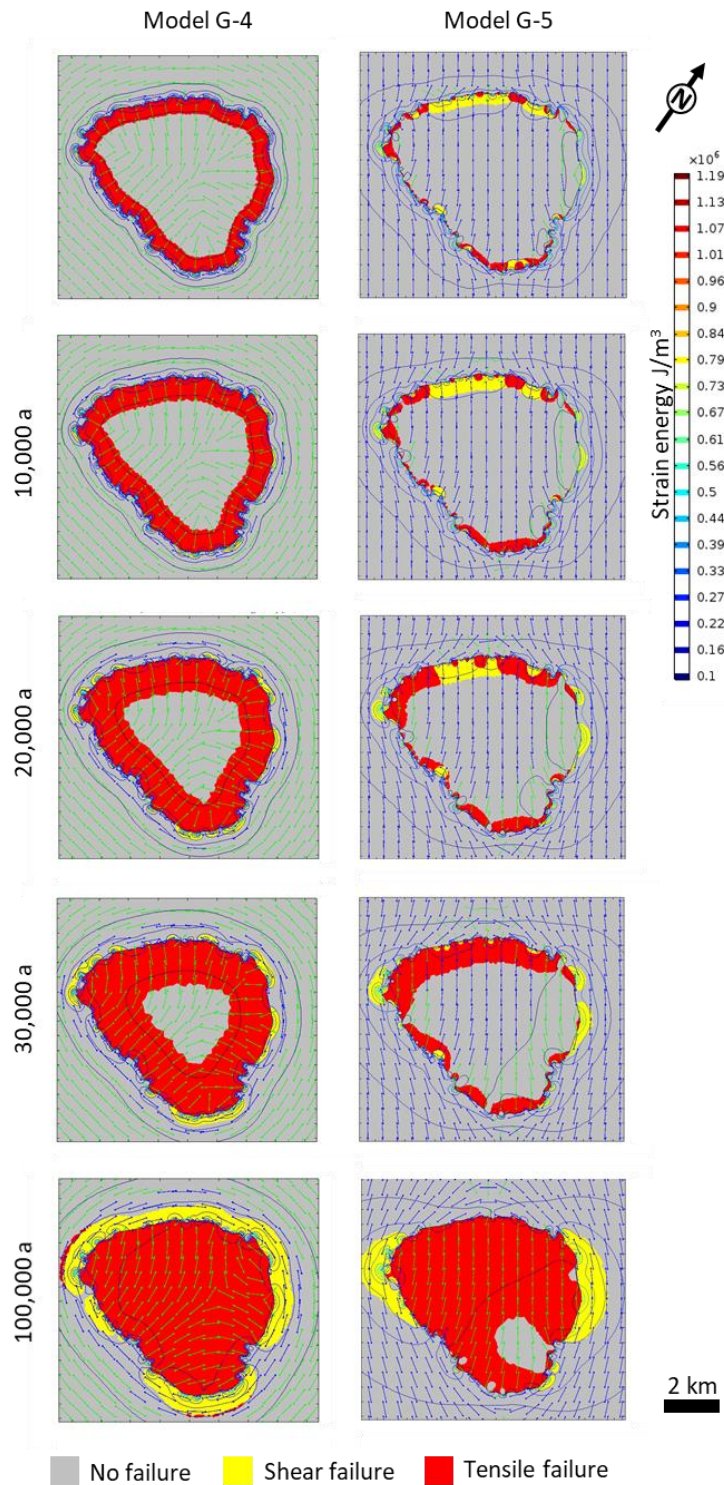 Model G-4 Model G-5
N
×10⁶
1.19
1.13
1.07
1.01
0.96
0.9
0.84
0.79
0.73
0.67
0.61
0.56
0.5
0.44
0.39
0.33
0.27
0.22
0.16
0.1
Strain energy J/m³
10,000 a
20,000 a
30,000 a
100,000 a
2 km
No failure Shear failure Tensile failure